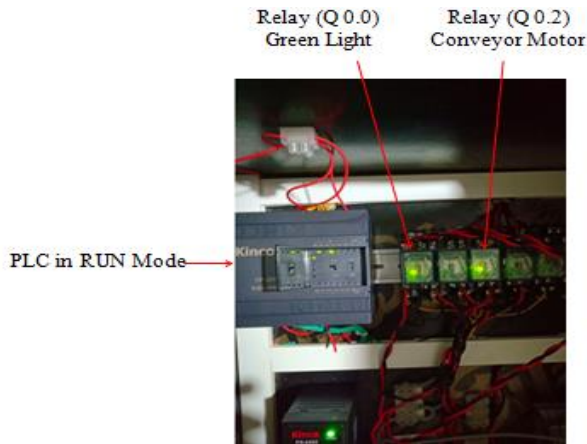 Relay (Q 0.0)
Green Light
Relay (Q 0.2)
Conveyor Motor
PLC in RUN Mode
Kinco
Kinco